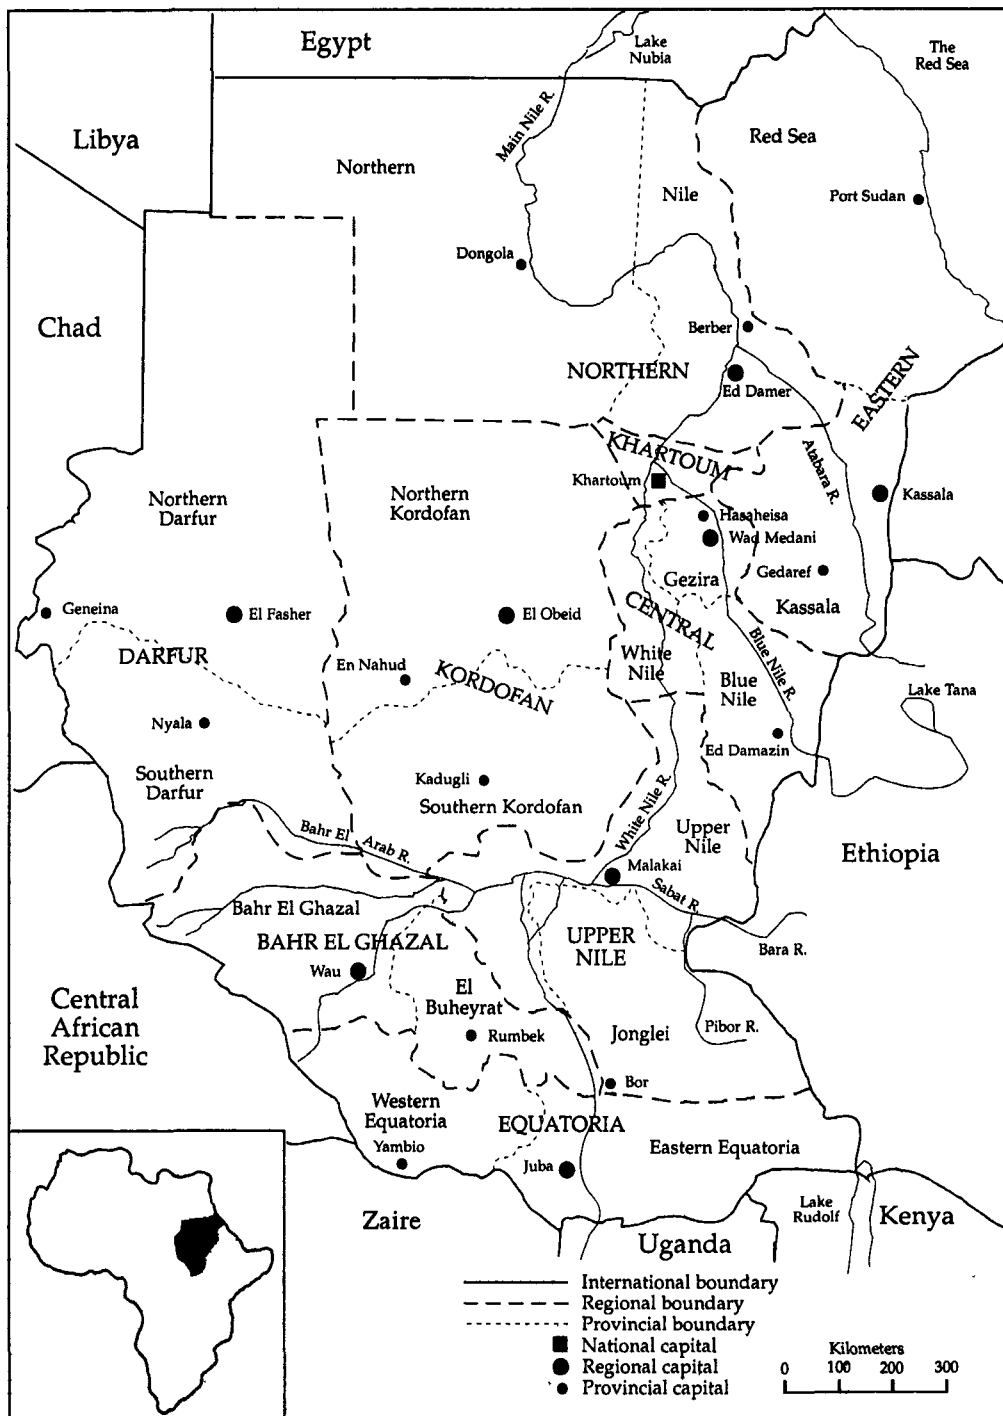 Egypt
Lake
Nubia
The
Red Sea
Libya
Main Nile R.
Red Sea
Northern
Nile
Port Sudan
Dongola
Chad
Berber
NORTHERN
Ed Damer
EASTERN
KHARTOUM
Khartoum
Atabara R.
Kassala
Northern
Darfur
Northern
Kordofan
Hasaheisa
Wad Medani
Gezira
Gedaref
Kassala
Geneina
El Fasher
El Obeid
CENTRAL
DARFUR
En Nahud
KORDOFAN
White
Nile
Blue
Nile
Blue Nile R.
Lake Tana
Nyala
Ed Damazin
Southern
Darfur
Kadugli
Southern Kordofan
White Nile R.
Upper
Nile
Bahr El Arab R.
Malakai
Ethiopia
Sabat R.
Bahr El Ghazal
BAHR EL GHAZAL
UPPER
NILE
Bara R.
Wau
El
Buheyrat
Central
African
Republic
Rumbek
Jonglei
Pibor R.
Bor
Western
Equatoria
EQUATORIA
Yambio
Juba
Eastern Equatoria
Zaire
Lake
Rudolf
Kenya
Uganda
International boundary
Regional boundary
Provincial boundary
National capital
Regional capital
Provincial capital
Kilometers
0 100 200 300